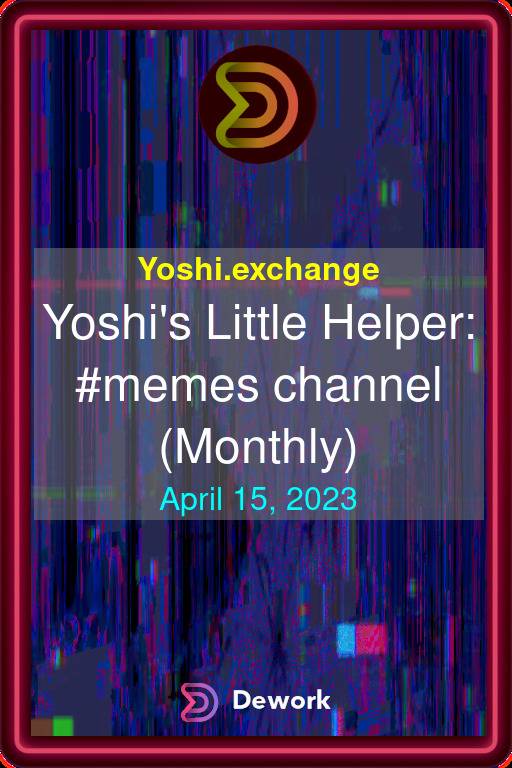 Yoshi.exchange
Yoshi's Little Helper:
#memes channel
(Monthly)
April 15, 2023
Dework